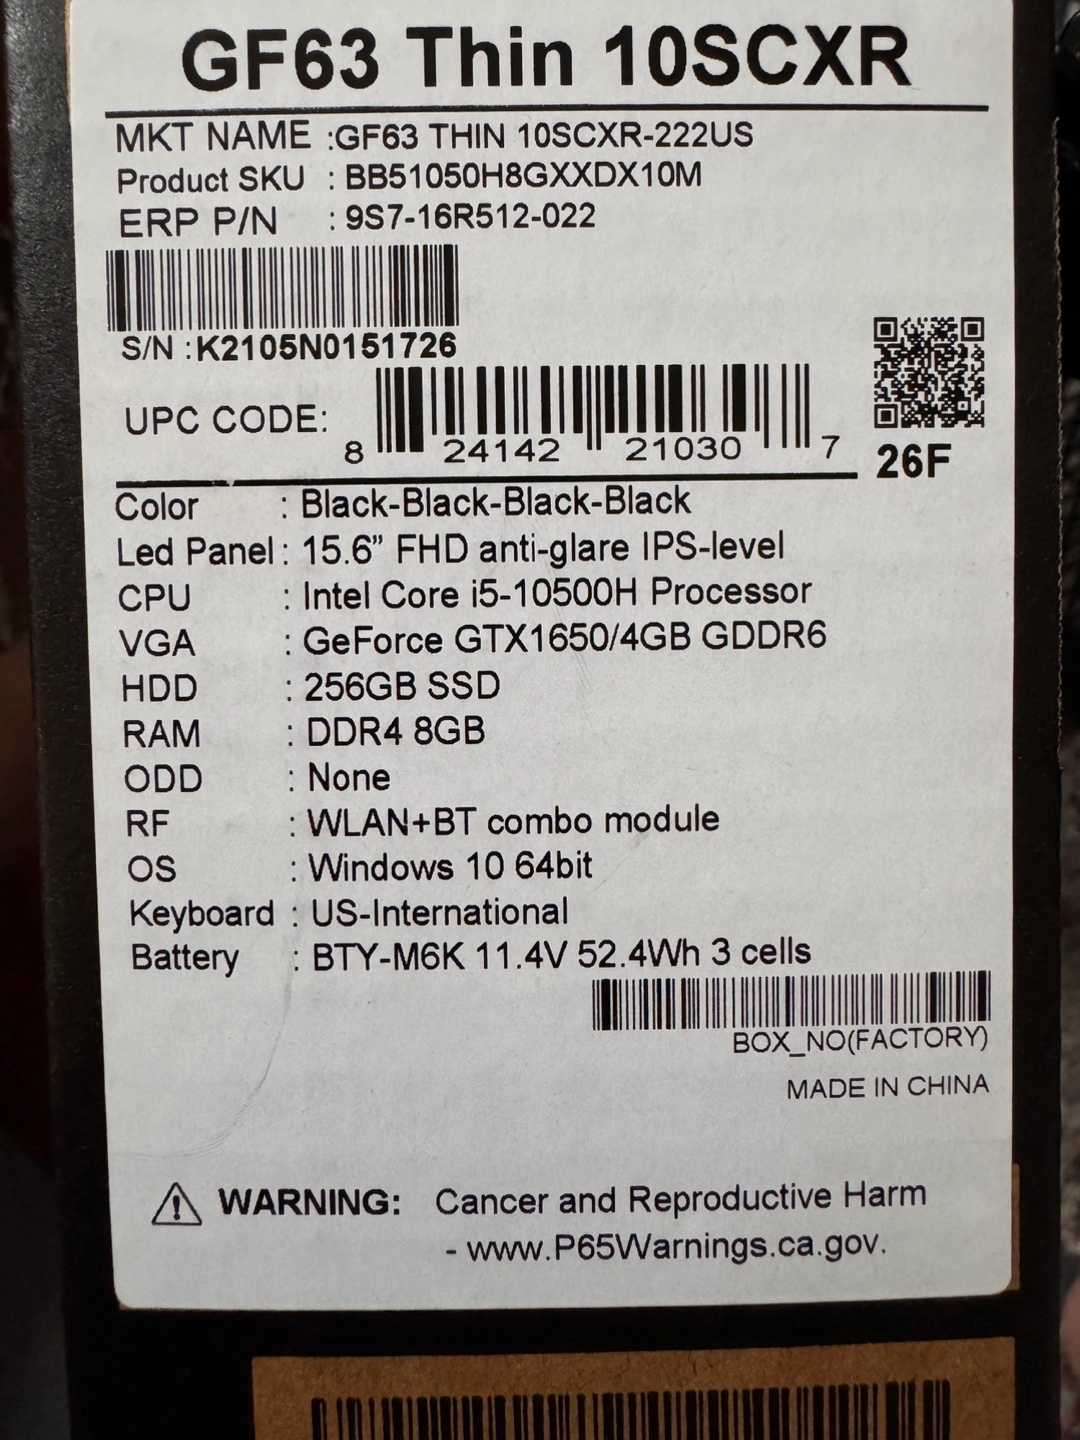 GF63 Thin 10SCXR
MKT NAME :GF63 THIN 10SCXR-222US
Product SKU : BB51050H8GXXDX10M
ERP P/N : 9S7-16R512-022
S/N :K2105N0151726
UPC CODE: 8 24142 21030 7
26F
Color : Black-Black-Black-Black
Led Panel : 15.6” FHD anti-glare IPS-level
CPU : Intel Core i5-10500H Processor
VGA : GeForce GTX1650/4GB GDDR6
HDD : 256GB SSD
RAM : DDR4 8GB
ODD : None
RF : WLAN+BT combo module
OS : Windows 10 64bit
Keyboard : US-International
Battery : BTY-M6K 11.4V 52.4Wh 3 cells
BOX_NO(FACTORY)
MADE IN CHINA
WARNING: Cancer and Reproductive Harm
- www.P65Warnings.ca.gov.